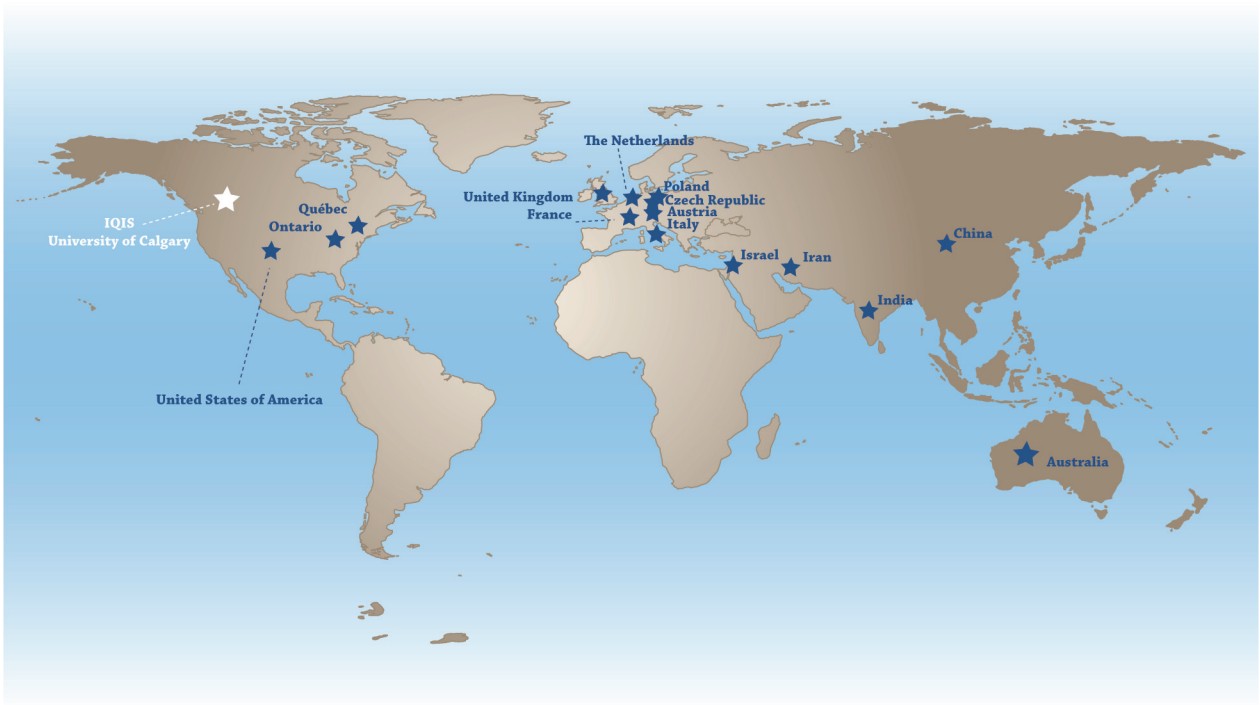 The Netherlands
United Kingdom
France
Poland
Czech Republic
Austria
Italy
IQIS
University of Calgary
Québec
Ontario
China
Israel
Iran
India
United States of America
Australia